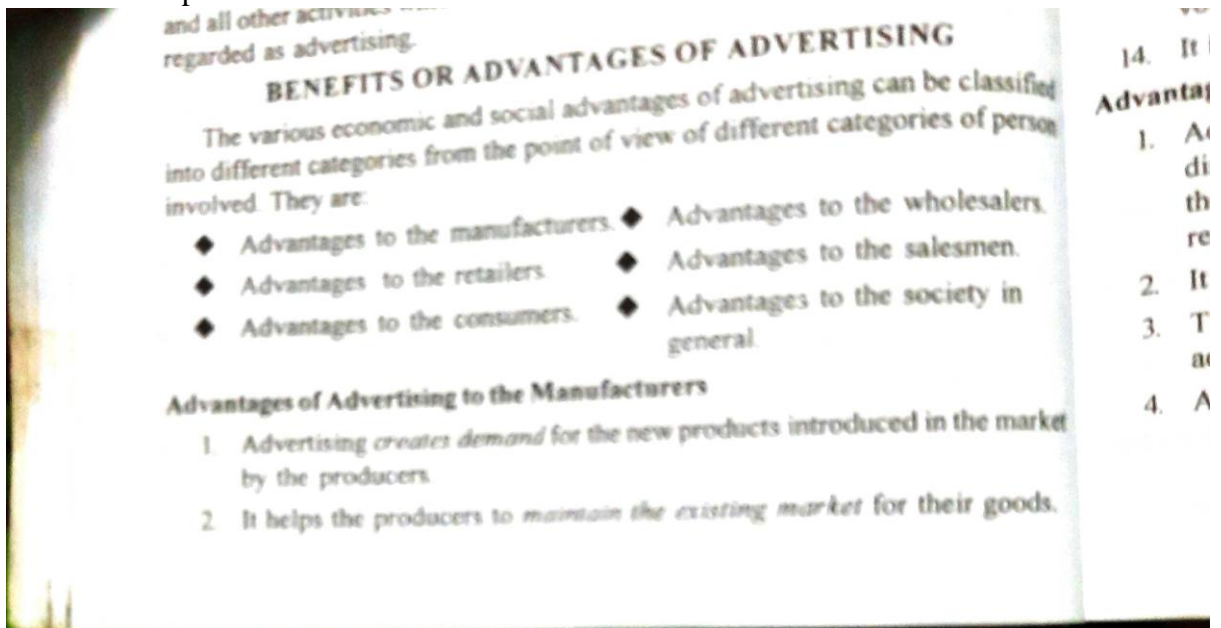 and all other
regarded as advertising.
BENEFITS OR ADVANTAGES OF ADVERTISING
The various economic and social advantages of advertising can be classified
into different categories from the point of view of different categories of person
involved. They are:
◆ Advantages to the manufacturers. ◆ Advantages to the wholesalers.
◆ Advantages to the retailers. ◆ Advantages to the salesmen.
◆ Advantages to the consumers. ◆ Advantages to the society in
general.
Advantages of Advertising to the Manufacturers
1. Advertising creates demand for the new products introduced in the market
by the producers.
2. It helps the producers to maintain the existing market for their goods.
14. It
Advantag
1. A
di
th
re
2. It
3. T
a
4. A